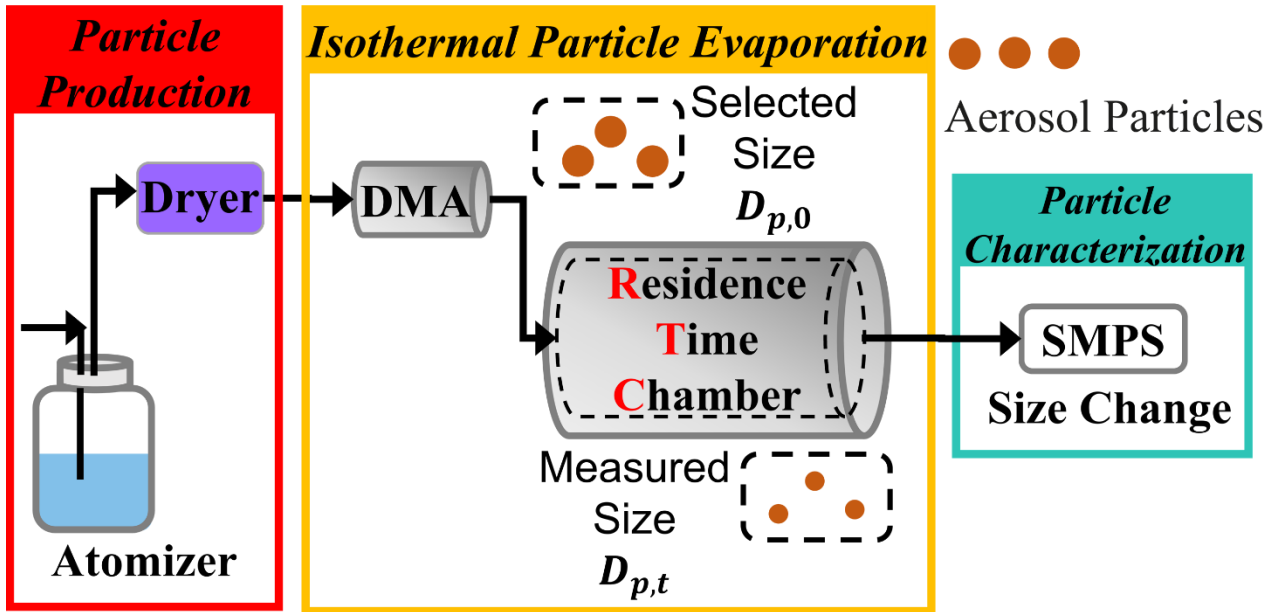 Particle
Production
Dryer
Atomizer
Isothermal Particle Evaporation
DMA
Selected
Size
D_{p,0}
Residence
Time
Chamber
Measured
Size
D_{p,t}
Aerosol Particles
Particle
Characterization
SMPS
Size Change